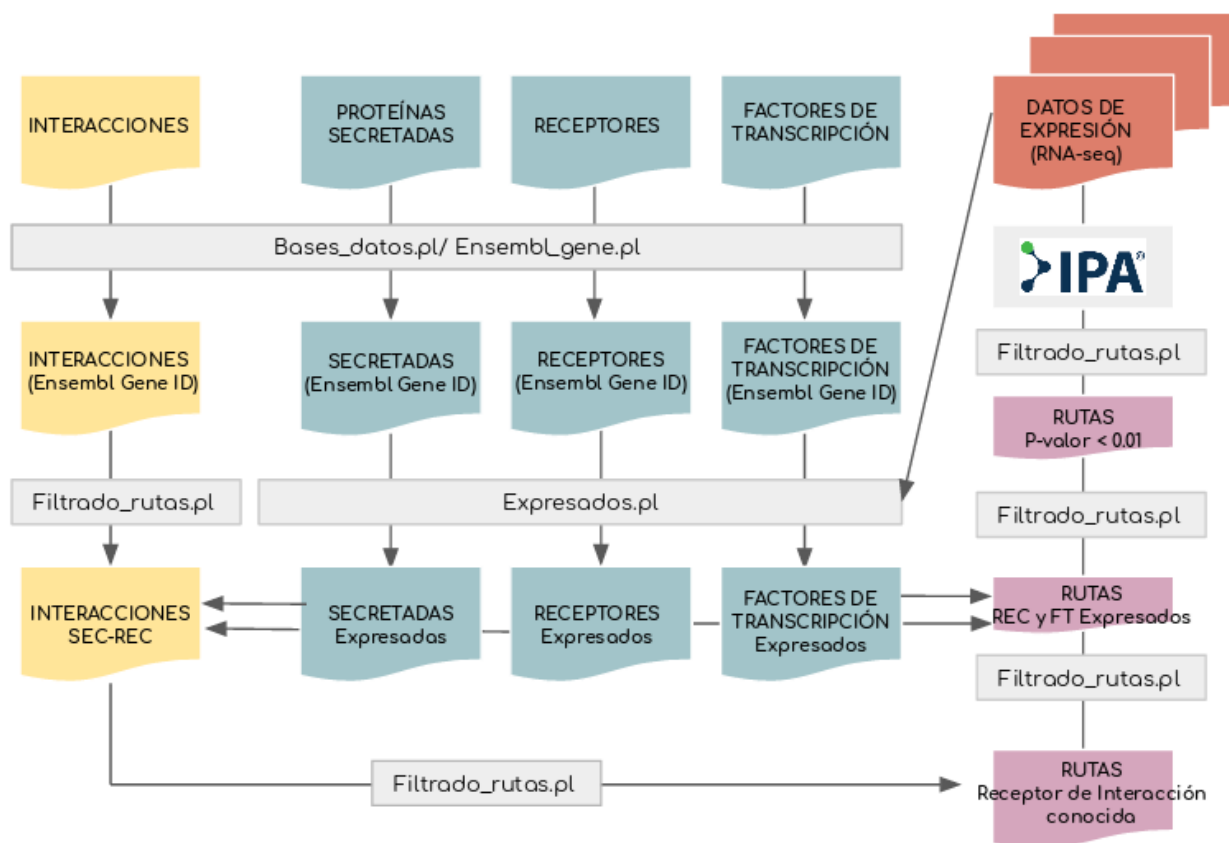 INTERACCIONES
PROTEÍNAS
SECRETADAS
RECEPTORES
FACTORES DE
TRANSCRIPCIÓN
DATOS DE
EXPRESIÓN
(RNA-seq)
Bases_datos.pl/ Ensembl_gene.pl
IPA®
INTERACCIONES
(Ensembl Gene ID)
SECRETADAS
(Ensembl Gene ID)
RECEPTORES
(Ensembl Gene ID)
FACTORES DE
TRANSCRIPCIÓN
(Ensembl Gene ID)
Filtrado_rutas.pl
RUTAS
P-valor < 0.01
Filtrado_rutas.pl
Expresados.pl
Filtrado_rutas.pl
INTERACCIONES
SEC-REC
SECRETADAS
Expresadas
RECEPTORES
Expresados
FACTORES DE
TRANSCRIPCIÓN
Expresados
RUTAS
REC y FT Expresados
Filtrado_rutas.pl
Filtrado_rutas.pl
RUTAS
Receptor de Interacción
conocida